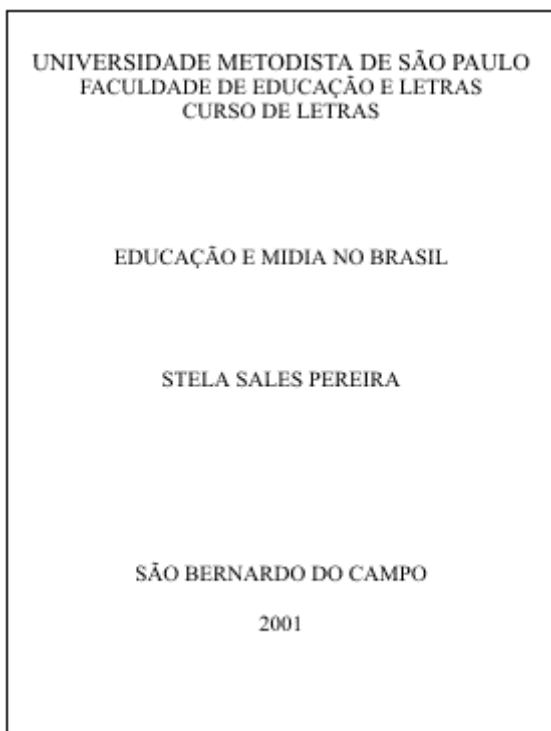 UNIVERSIDADE METODISTA DE SÃO PAULO
FACULDADE DE EDUCAÇÃO E LETRAS
CURSO DE LETRAS
EDUCAÇÃO E MIDIA NO BRASIL
STELA SALES PEREIRA
SÃO BERNARDO DO CAMPO
2001